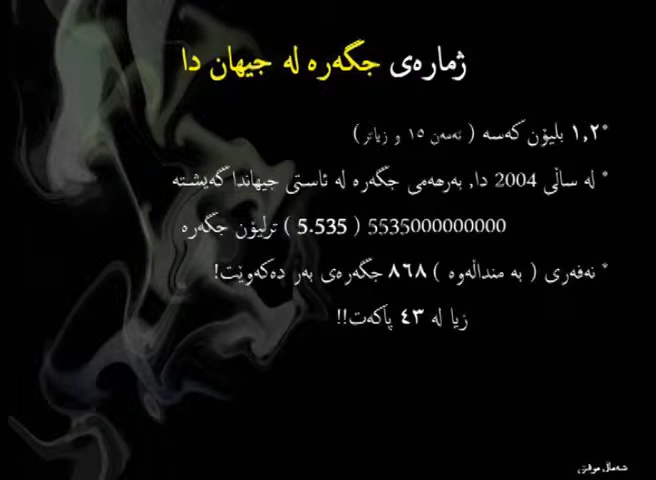 ژمارەی جگەرە لە جیهان دا
* ١,٢ بلیۆن کەسە ( تەمەن ١٥ و زیاتر )
* لە ساڵی 2004 دا, بەرهەمی جگەرە لە ئاستی جیهاندا گەیشتە
5535000000000 ( 5.535 ) ترلیۆن جگەرە
* نەفەری ( بە منداڵەوە ) ٨٦٨ جگەرەی بەر دەکەوێت!
زیا لە ٤٣ پاکەت!!
شەماڵ موفتی